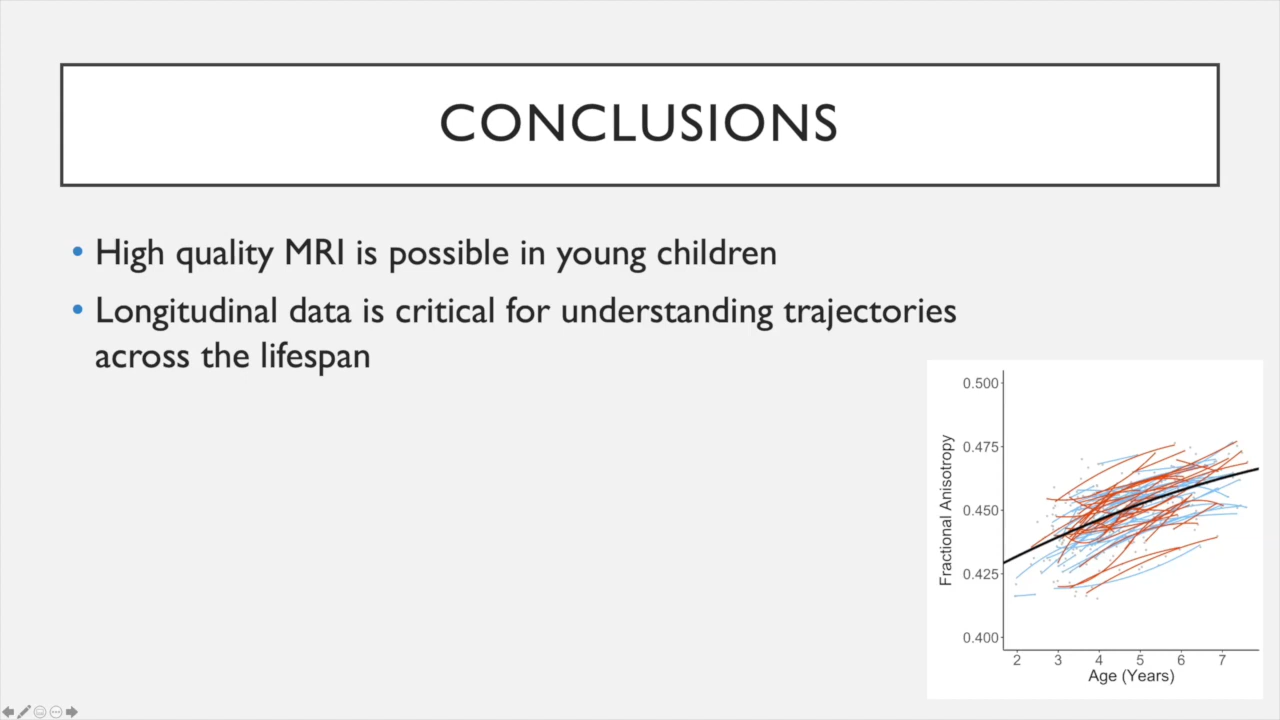 CONCLUSIONS
• High quality MRI is possible in young children
• Longitudinal data is critical for understanding trajectories
across the lifespan
0.500
0.475
0.450
0.425
0.400
Fractional Anisotropy
2 3 4 5 6 7
Age (Years)